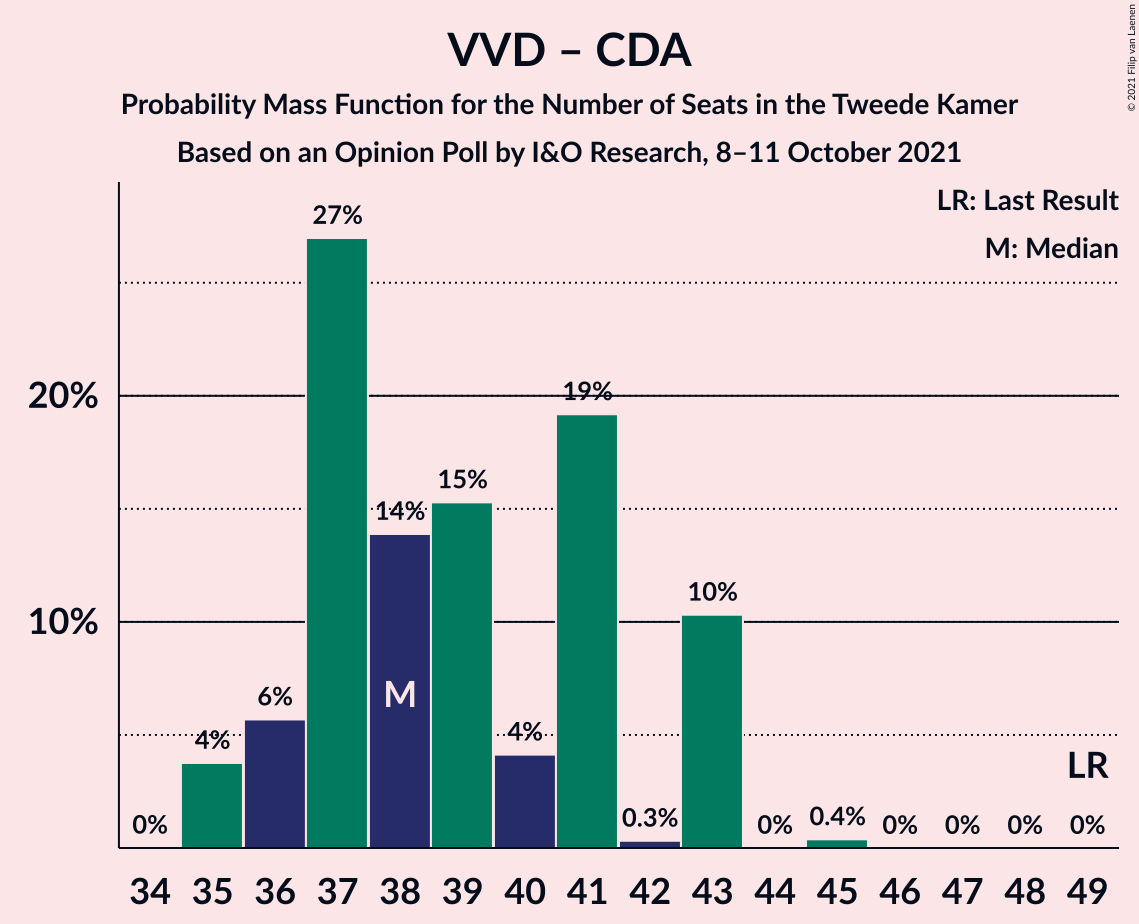 VVD – CDA
Probability Mass Function for the Number of Seats in the Tweede Kamer
Based on an Opinion Poll by I&O Research, 8–11 October 2021
© 2021 Filip van Laenen
LR: Last Result
M: Median
20%
10%
0%
4%
6%
27%
14%
15%
4%
19%
0.3%
10%
0%
0.4%
0%
0%
0%
0%
M
LR
34 35 36 37 38 39 40 41 42 43 44 45 46 47 48 49